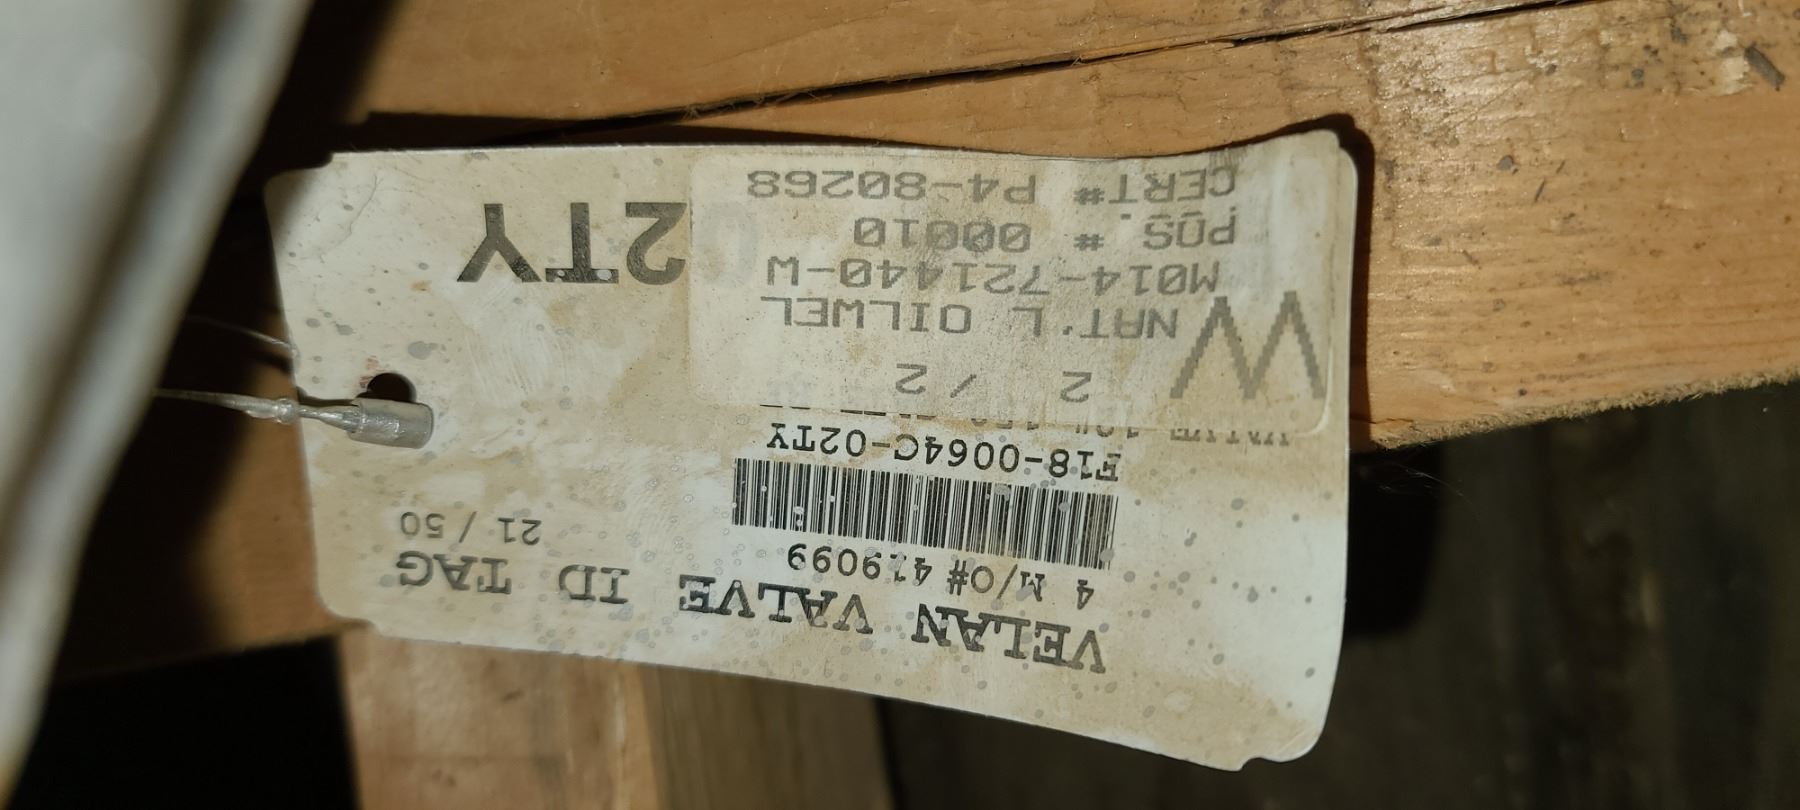 VELAN VALVE ID TAG
4 M/O# 419099 21 / 50
F18-0064C-02TY
2 / 2
W NAT'L OILWEL
M014-721440-W
POS. # 00010
CERT# P4-80268
02TY